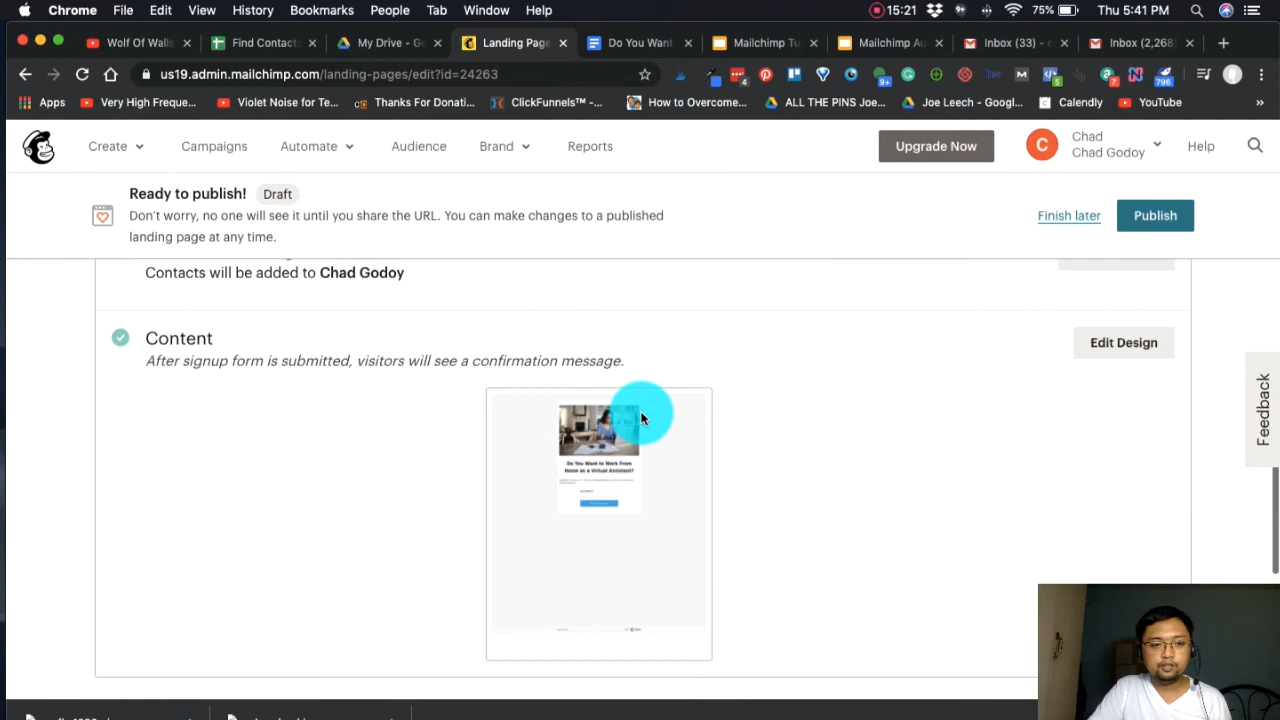 Chrome File Edit View History Bookmarks People Tab Window Help 15:21 75% Thu 5:41 PM
Wolf Of Walls Find Contacts My Drive - Go Landing Page Do You Want Mailchimp Tu Mailchimp Au Inbox (33) - c Inbox (2,268)
us19.admin.mailchimp.com/landing-pages/edit?id=24263
Apps Very High Freque... Violet Noise for Te... Thanks For Donati... ClickFunnels™ -... How to Overcome... ALL THE PINS Joe... Joe Leech - Googl... Calendly YouTube »
Create Campaigns Automate Audience Brand Reports Upgrade Now C Chad Help
Chad Godoy
Ready to publish! Draft
Don't worry, no one will see it until you share the URL. You can make changes to a published
landing page at any time.
Finish later Publish
Contacts will be added to Chad Godoy
Content Edit Design
After signup form is submitted, visitors will see a confirmation message.
Do You Want to Work From
Home as a Virtual Assistant?
Feedback